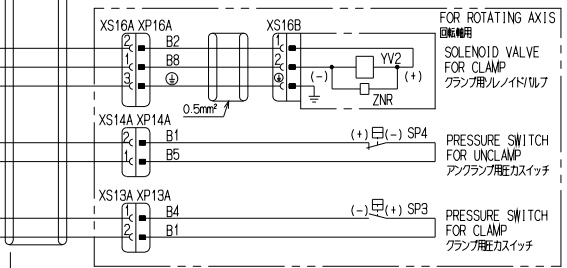 FOR ROTATING AXIS
回転軸用
XS16A XP16A
XS16B
2 B2
1 B8
3
1
2
YV2
(-)
(+)
ZNR
SOLENOID VALVE
FOR CLAMP
クランプ用ソレノイドバルブ
0.5mm²
XS14A XP14A
2 B1
1 B5
(+) (-) SP4
PRESSURE SWITCH
FOR UNCLAMP
アンクランプ用圧力スイッチ
XS13A XP13A
1 B4
2 B1
(-) (+) SP3
PRESSURE SWITCH
FOR CLAMP
クランプ用圧力スイッチ